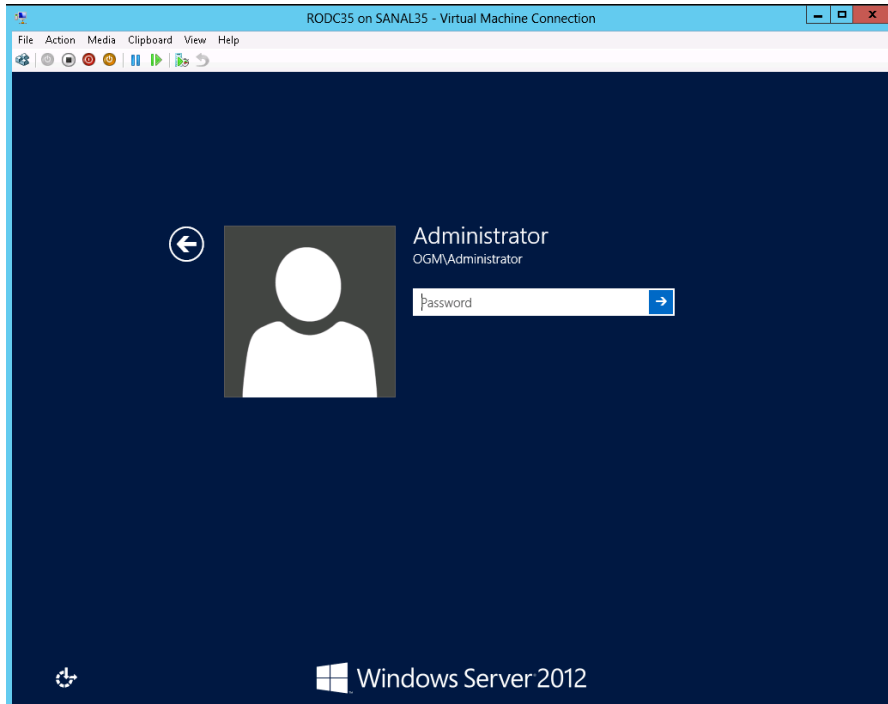 RODC35 on SANAL35 - Virtual Machine Connection
File Action Media Clipboard View Help
Administrator
OGM\Administrator
Password
Windows Server 2012